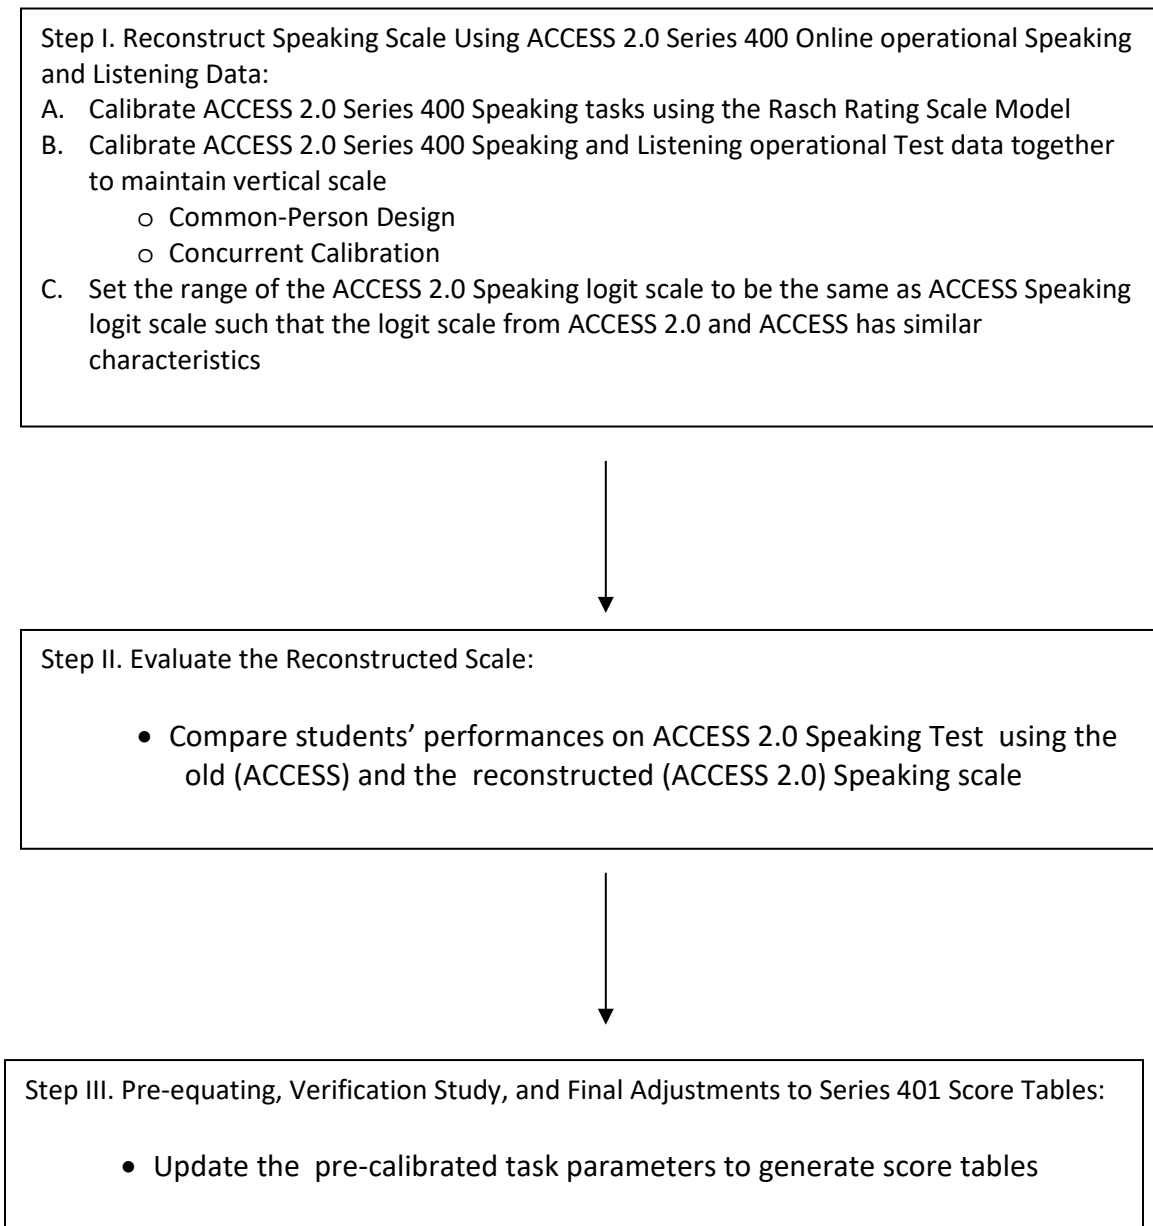 Step I. Reconstruct Speaking Scale Using ACCESS 2.0 Series 400 Online operational Speaking
and Listening Data:
A. Calibrate ACCESS 2.0 Series 400 Speaking tasks using the Rasch Rating Scale Model
B. Calibrate ACCESS 2.0 Series 400 Speaking and Listening operational Test data together
to maintain vertical scale
o Common-Person Design
o Concurrent Calibration
C. Set the range of the ACCESS 2.0 Speaking logit scale to be the same as ACCESS Speaking
logit scale such that the logit scale from ACCESS 2.0 and ACCESS has similar
characteristics
Step II. Evaluate the Reconstructed Scale:
• Compare students’ performances on ACCESS 2.0 Speaking Test using the
old (ACCESS) and the reconstructed (ACCESS 2.0) Speaking scale
Step III. Pre-equating, Verification Study, and Final Adjustments to Series 401 Score Tables:
• Update the pre-calibrated task parameters to generate score tables